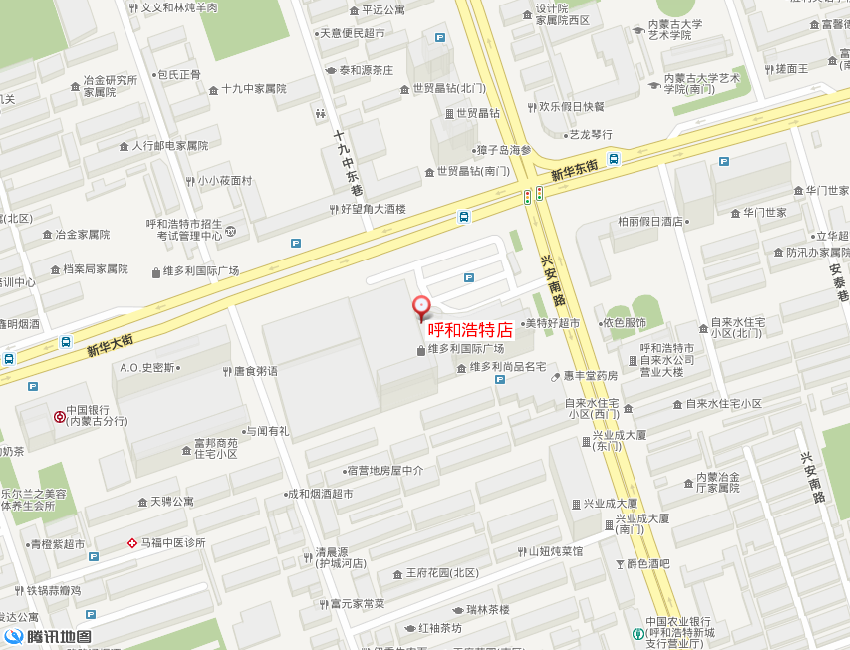 义义和林炖羊肉
平远公寓
设计院
家属院西区
内蒙古大学
艺术学院
富馨
天意便民超市
泰和源茶庄
搓面王
包氏正骨
冶金研究所
家属院
十九中家属院
世贸晶钻(北门)
内蒙古大学艺术
学院(南门)
机关
世贸晶钻
欢乐假日快餐
艺龙琴行
十九中东巷
人行邮电家属院
獐子岛海参
新华东街
世贸晶钻(南门)
小小莜面村
华门世家
好望角大酒楼
华门世家
(北区)
呼和浩特市招生
考试管理中心
柏丽假日酒店
冶金家属院
立华超
防汛办家属院
档案局家属院
维多利国际广场
兴安南路
安泰巷
培训中心
呼和浩特店
美特好超市
依色服饰
自来水住宅
小区(北门)
鑫明烟酒
新华大街
维多利国际广场
呼和浩特市
自来水公司
营业大楼
A.O.史密斯
唐食粥语
维多利尚品名宅
惠丰堂药房
中国银行
(内蒙古分行)
自来水住宅
小区(西门)
自来水住宅小区
与闻有礼
富邦商苑
住宅小区
兴业成大厦
(东门)
奶茶
宿营地房屋中介
兴安南路
内蒙冶金
厅家属院
乐尔兰之美容
体养生会所
天骋公寓
成和烟酒超市
兴业成大厦
兴业成大厦
(南门)
青橙紫超市
马福中医诊所
清晨源
(护城河店)
山妞炖菜馆
爵色酒吧
王府花园(北区)
铁锅蒜瓣鸡
富元家常菜
瑞林茶楼
发达公寓
红袖茶坊
中国农业银行
(呼和浩特新城
支行营业厅)
腾讯地图